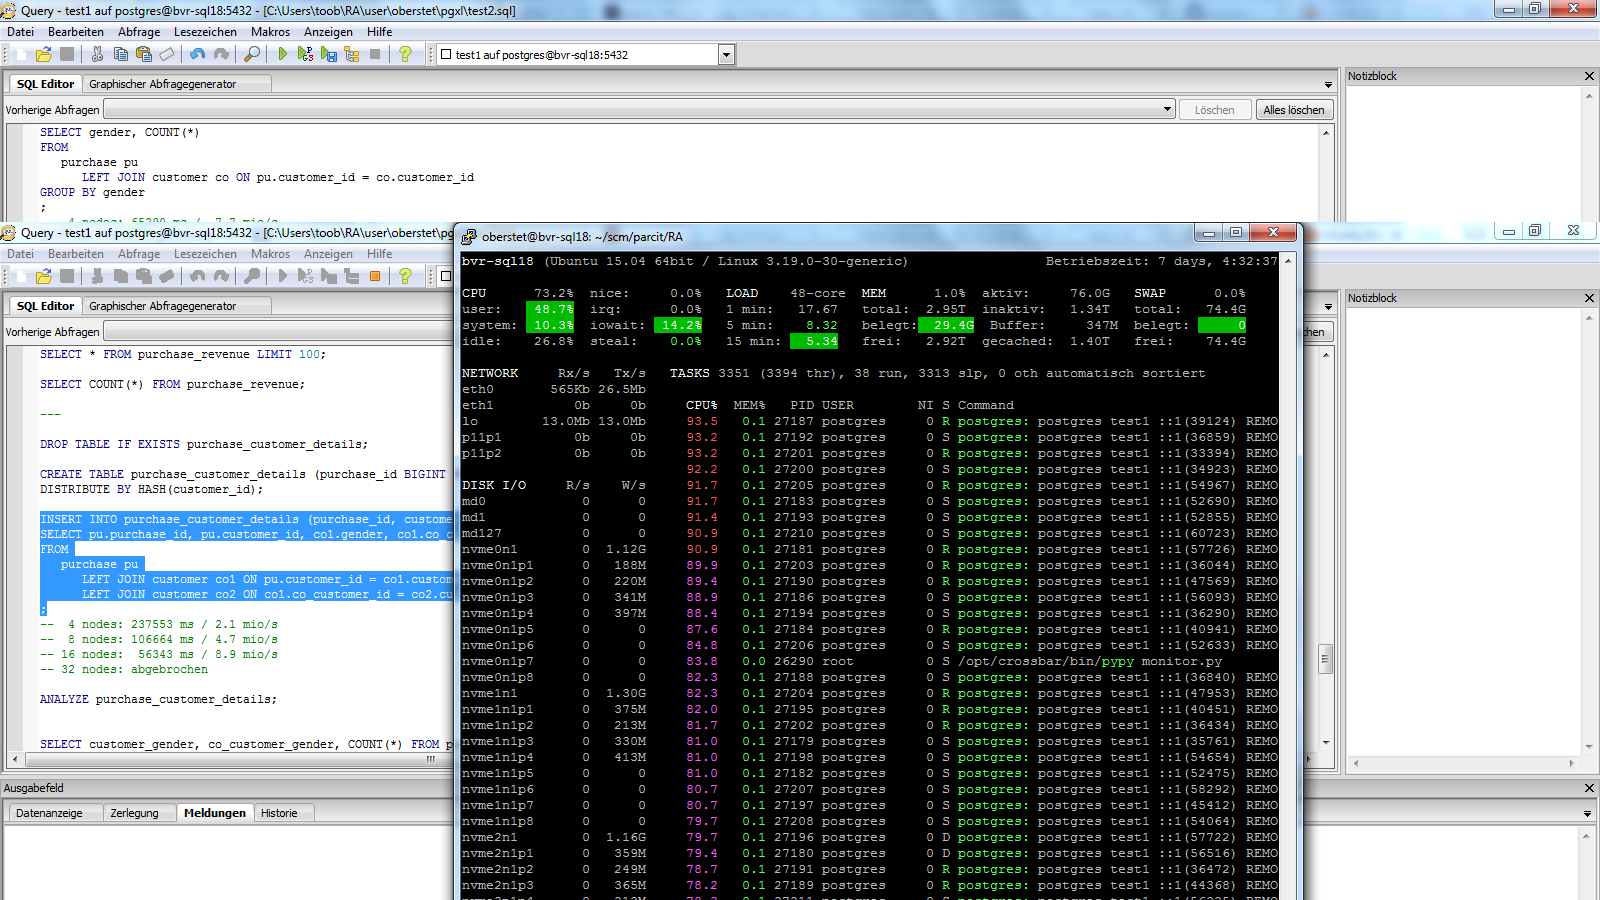 Query - test1 auf postgres@bvr-sql18:5432 - [C:\Users\toob\RA\user\oberstet\pgxl\test2.sql]
Datei Bearbeiten Abfrage Lesezeichen Makros Anzeigen Hilfe
test1 auf postgres@bvr-sql18:5432
SQL Editor Graphischer Abfragegenerator
Notizblock
Vorherige Abfragen Löschen Alles löschen
SELECT gender, COUNT(*)
FROM
purchase pu
LEFT JOIN customer co ON pu.customer_id = co.customer_id
GROUP BY gender
;
Query - test1 auf postgres@bvr-sql18:5432 - [C:\Users\toob\RA\user\oberstet\pg
Datei Bearbeiten Abfrage Lesezeichen Makros Anzeigen Hilfe
SQL Editor Graphischer Abfragegenerator
Notizblock
Vorherige Abfragen
SELECT * FROM purchase_revenue LIMIT 100;
SELECT COUNT(*) FROM purchase_revenue;
---
DROP TABLE IF EXISTS purchase_customer_details;
CREATE TABLE purchase_customer_details (purchase_id BIGINT
DISTRIBUTE BY HASH(customer_id);
INSERT INTO purchase_customer_details (purchase_id, custome
SELECT pu.purchase_id, pu.customer_id, co1.gender, co1.co_c
FROM
purchase pu
LEFT JOIN customer co1 ON pu.customer_id = co1.custom
LEFT JOIN customer co2 ON co1.co_customer_id = co2.cu
;
-- 4 nodes: 237553 ms / 2.1 mio/s
-- 8 nodes: 106664 ms / 4.7 mio/s
-- 16 nodes: 56343 ms / 8.9 mio/s
-- 32 nodes: abgebrochen
ANALYZE purchase_customer_details;
SELECT customer_gender, co_customer_gender, COUNT(*) FROM p
Ausgabefeld
Datenanzeige Zerlegung Meldungen Historie
oberstet@bvr-sql18: ~/scm/parcit/RA
bvr-sql18 (Ubuntu 15.04 64bit / Linux 3.19.0-30-generic) Betriebszeit: 7 days, 4:32:37
CPU 73.2% nice: 0.0% LOAD 48-core MEM 1.0% aktiv: 76.0G SWAP 0.0%
user: 48.7% irq: 0.0% 1 min: 17.67 total: 2.95T inaktiv: 1.34T total: 74.4G
system: 10.3% iowait: 14.2% 5 min: 8.32 belegt: 29.4G Buffer: 347M belegt: 0
idle: 26.8% steal: 0.0% 15 min: 5.34 frei: 2.92T gecached: 1.40T frei: 74.4G
NETWORK Rx/s Tx/s TASKS 3351 (3394 thr), 38 run, 3313 slp, 0 oth automatisch sortiert
eth0 565Kb 26.5Mb
eth1 0b 0b CPU% MEM% PID USER NI S Command
lo 13.0Mb 13.0Mb 93.5 0.1 27187 postgres 0 R postgres: postgres test1 ::1(39124) REMO
p11p1 0b 0b 93.2 0.1 27192 postgres 0 S postgres: postgres test1 ::1(36859) REMO
p11p2 0b 0b 93.2 0.1 27201 postgres 0 R postgres: postgres test1 ::1(33394) REMO
92.2 0.1 27200 postgres 0 S postgres: postgres test1 ::1(34923) REMO
DISK I/O R/s W/s 91.7 0.1 27205 postgres 0 R postgres: postgres test1 ::1(54967) REMO
md0 0 0 91.7 0.1 27183 postgres 0 S postgres: postgres test1 ::1(52690) REMO
md1 0 0 91.4 0.1 27193 postgres 0 S postgres: postgres test1 ::1(52855) REMO
md127 0 0 90.9 0.1 27210 postgres 0 S postgres: postgres test1 ::1(60723) REMO
nvme0n1 0 1.12G 90.9 0.1 27181 postgres 0 R postgres: postgres test1 ::1(57726) REMO
nvme0n1p1 0 188M 89.9 0.1 27203 postgres 0 S postgres: postgres test1 ::1(36044) REMO
nvme0n1p2 0 220M 89.4 0.1 27190 postgres 0 R postgres: postgres test1 ::1(47569) REMO
nvme0n1p3 0 341M 88.9 0.1 27186 postgres 0 S postgres: postgres test1 ::1(56093) REMO
nvme0n1p4 0 397M 88.4 0.1 27194 postgres 0 S postgres: postgres test1 ::1(36290) REMO
nvme0n1p5 0 0 87.6 0.1 27184 postgres 0 R postgres: postgres test1 ::1(40941) REMO
nvme0n1p6 0 0 84.8 0.1 27206 postgres 0 S postgres: postgres test1 ::1(52633) REMO
nvme0n1p7 0 0 83.8 0.0 26290 root 0 S /opt/crossbar/bin/pypy monitor.py
nvme0n1p8 0 0 82.3 0.1 27188 postgres 0 S postgres: postgres test1 ::1(36840) REMO
nvme1n1 0 1.30G 82.3 0.1 27204 postgres 0 R postgres: postgres test1 ::1(47953) REMO
nvme1n1p1 0 375M 82.0 0.1 27195 postgres 0 R postgres: postgres test1 ::1(40451) REMO
nvme1n1p2 0 213M 81.7 0.1 27202 postgres 0 R postgres: postgres test1 ::1(36434) REMO
nvme1n1p3 0 330M 81.0 0.1 27179 postgres 0 S postgres: postgres test1 ::1(35761) REMO
nvme1n1p4 0 413M 81.0 0.1 27198 postgres 0 S postgres: postgres test1 ::1(54654) REMO
nvme1n1p5 0 0 81.0 0.1 27182 postgres 0 S postgres: postgres test1 ::1(52475) REMO
nvme1n1p6 0 0 80.7 0.1 27207 postgres 0 S postgres: postgres test1 ::1(58292) REMO
nvme1n1p7 0 0 80.7 0.1 27197 postgres 0 S postgres: postgres test1 ::1(45412) REMO
nvme1n1p8 0 0 79.7 0.1 27208 postgres 0 S postgres: postgres test1 ::1(54064) REMO
nvme2n1 0 1.16G 79.7 0.1 27196 postgres 0 D postgres: postgres test1 ::1(57722) REMO
nvme2n1p1 0 359M 79.4 0.1 27180 postgres 0 D postgres: postgres test1 ::1(56516) REMO
nvme2n1p2 0 249M 78.7 0.1 27191 postgres 0 R postgres: postgres test1 ::1(36472) REMO
nvme2n1p3 0 365M 78.2 0.1 27189 postgres 0 R postgres: postgres test1 ::1(44368) REMO